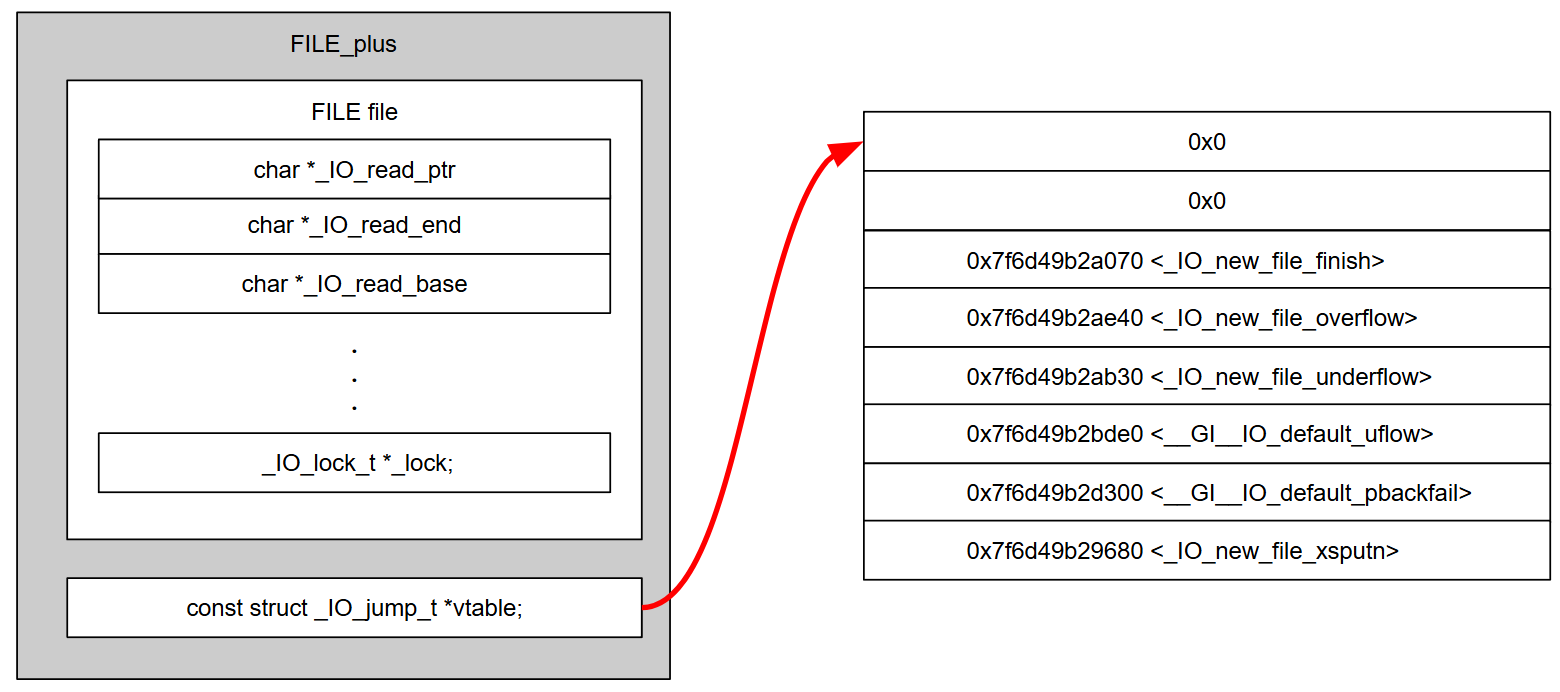 FILE_plus
FILE file
char *_IO_read_ptr
char *_IO_read_end
char *_IO_read_base
.
.
.
_IO_lock_t *_lock;
const struct _IO_jump_t *vtable;
0x0
0x0
0x7f6d49b2a070 <_IO_new_file_finish>
0x7f6d49b2ae40 <_IO_new_file_overflow>
0x7f6d49b2ab30 <_IO_new_file_underflow>
0x7f6d49b2bde0 <__GI__IO_default_uflow>
0x7f6d49b2d300 <__GI__IO_default_pbackfail>
0x7f6d49b29680 <_IO_new_file_xsputn>